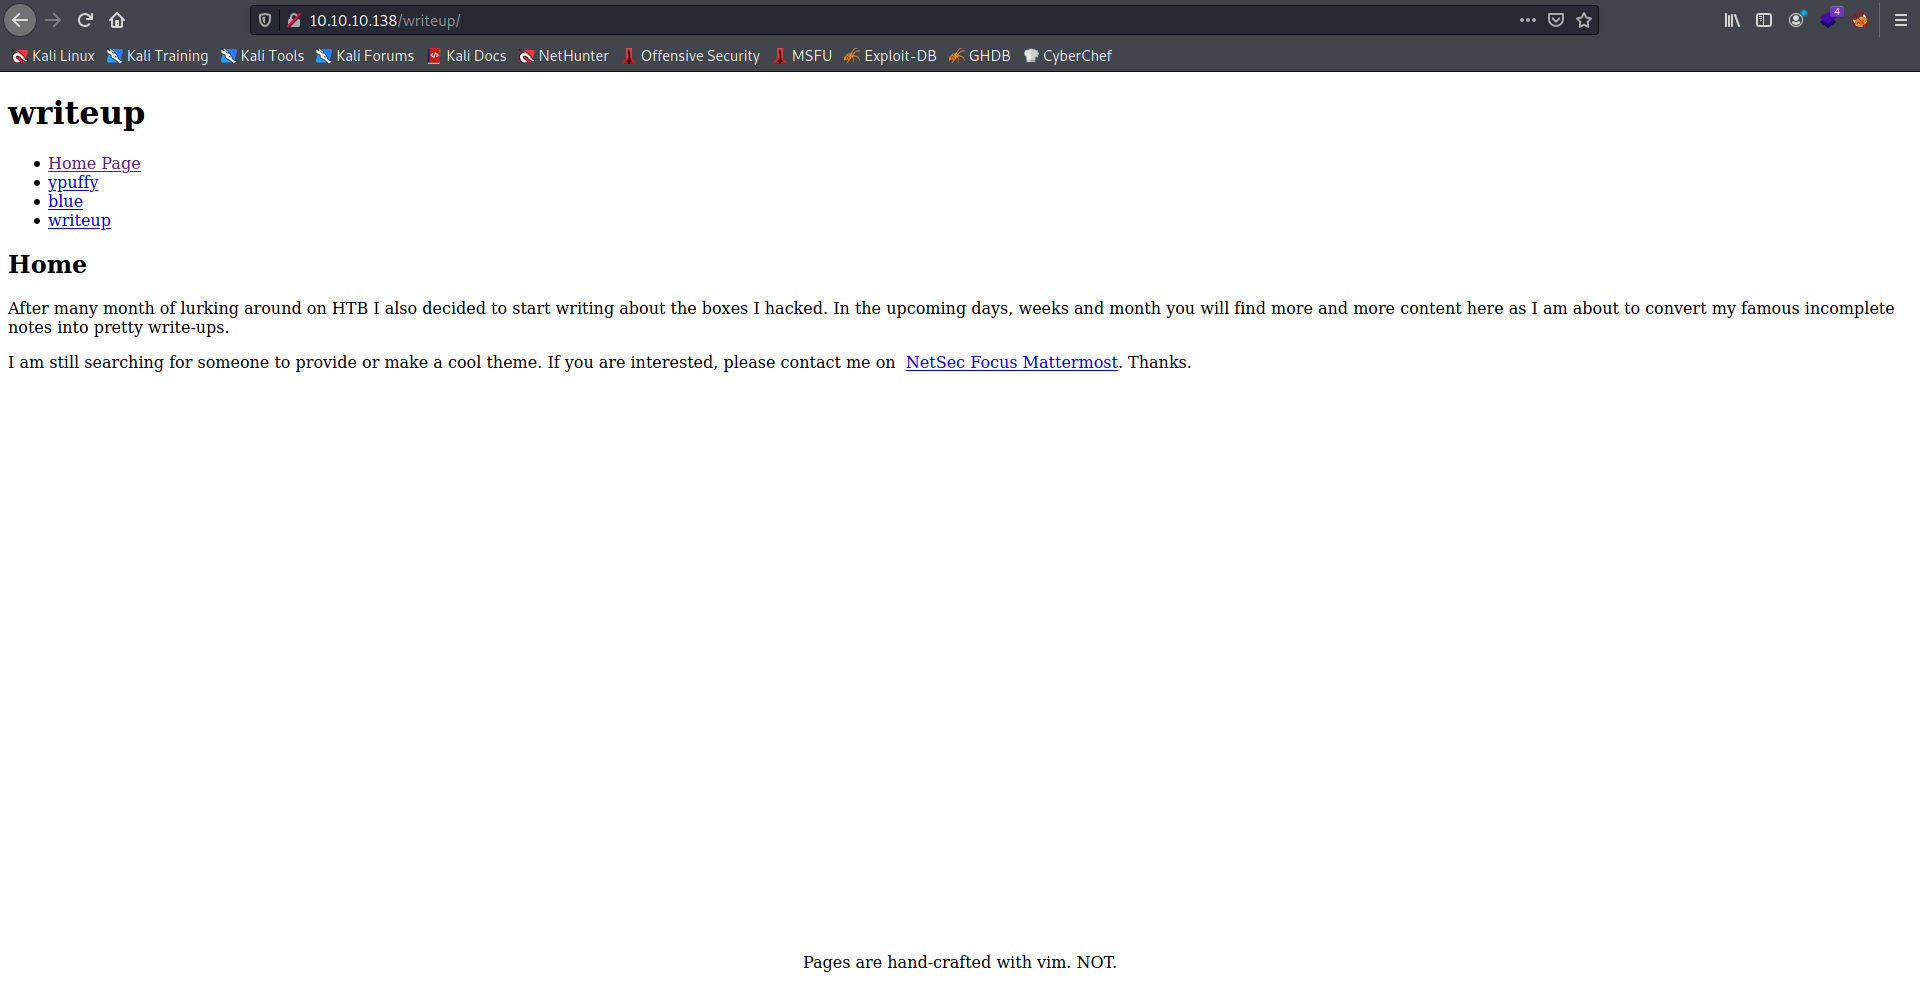 10.10.10.138/writeup/
4
Kali Linux Kali Training Kali Tools Kali Forums Kali Docs NetHunter Offensive Security MSFU Exploit-DB GHDB CyberChef
writeup
Home Page
ypuffy
blue
writeup
Home
After many month of lurking around on HTB I also decided to start writing about the boxes I hacked. In the upcoming days, weeks and month you will find more and more content here as I am about to convert my famous incomplete
notes into pretty write-ups.
I am still searching for someone to provide or make a cool theme. If you are interested, please contact me on NetSec Focus Mattermost. Thanks.
Pages are hand-crafted with vim. NOT.